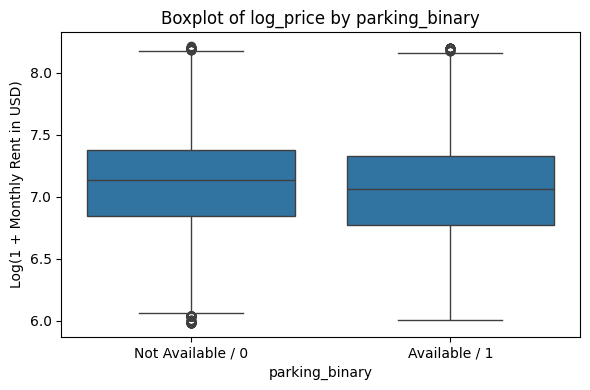 Boxplot of log_price by parking_binary
Log(1 + Monthly Rent in USD)
8.0
7.5
7.0
6.5
6.0
Not Available / 0
Available / 1
parking_binary